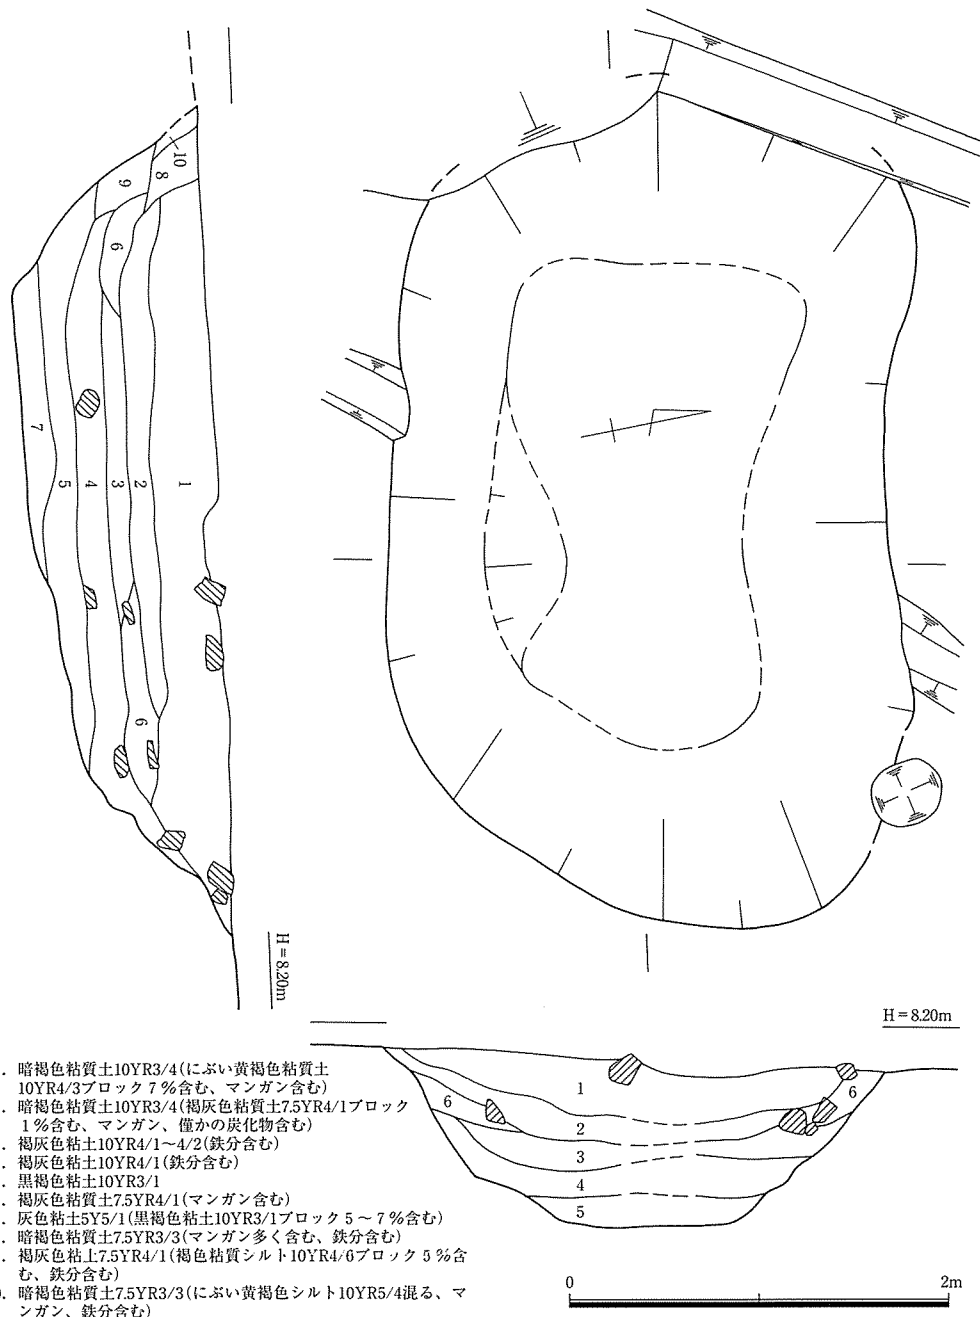 10
8
9
6
7
5
4
3
2
1
6
H=8.20m
H=8.20m
1
6
6
2
3
4
5
. 暗褐色粘質土10YR3/4(にぶい黄褐色粘質土
10YR4/3ブロック7%含む、マンガン含む)
. 暗褐色粘質土10YR3/4(褐灰色粘質土7.5YR4/1ブロック
1%含む、マンガン、僅かの炭化物含む)
. 褐灰色粘土10YR4/1〜4/2(鉄分含む)
. 褐灰色粘土10YR4/1(鉄分含む)
. 黒褐色粘土10YR3/1
. 褐灰色粘質土7.5YR4/1(マンガン含む)
. 灰色粘土5Y5/1(黒褐色粘土10YR3/1ブロック5〜7%含む)
. 暗褐色粘質土7.5YR3/3(マンガン多く含む、鉄分含む)
. 褐灰色粘上7.5YR4/1(褐色粘質シルト10YR4/6ブロック5%含
む、鉄分含む)
. 暗褐色粘質土7.5YR3/3(にぶい黄褐色シルト10YR5/4混る、マ
ンガン、鉄分含む)
0
2m